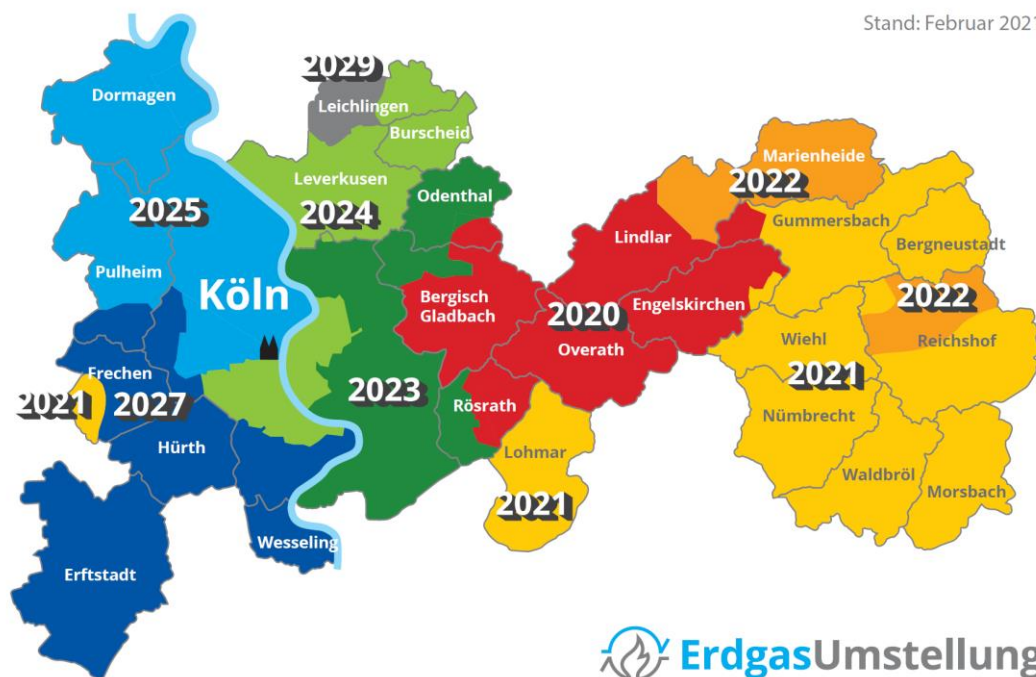 Stand: Februar 2021
2029
Dormagen
Leichlingen
Burscheid
Marienheide
Leverkusen
2022
Odenthal
2025
2024
Gummersbach
Lindlar
Bergneustadt
Pulheim
Köln
2022
Bergisch
Gladbach
Engelskirchen
2020
Wiehl
Reichshof
Overath
Frechen
2021
2021
2027
2023
Rösrath
Nümbrecht
Hürth
Lohmar
Waldbröl
Morsbach
2021
Wesseling
Erftstadt
ErdgasUmstellung